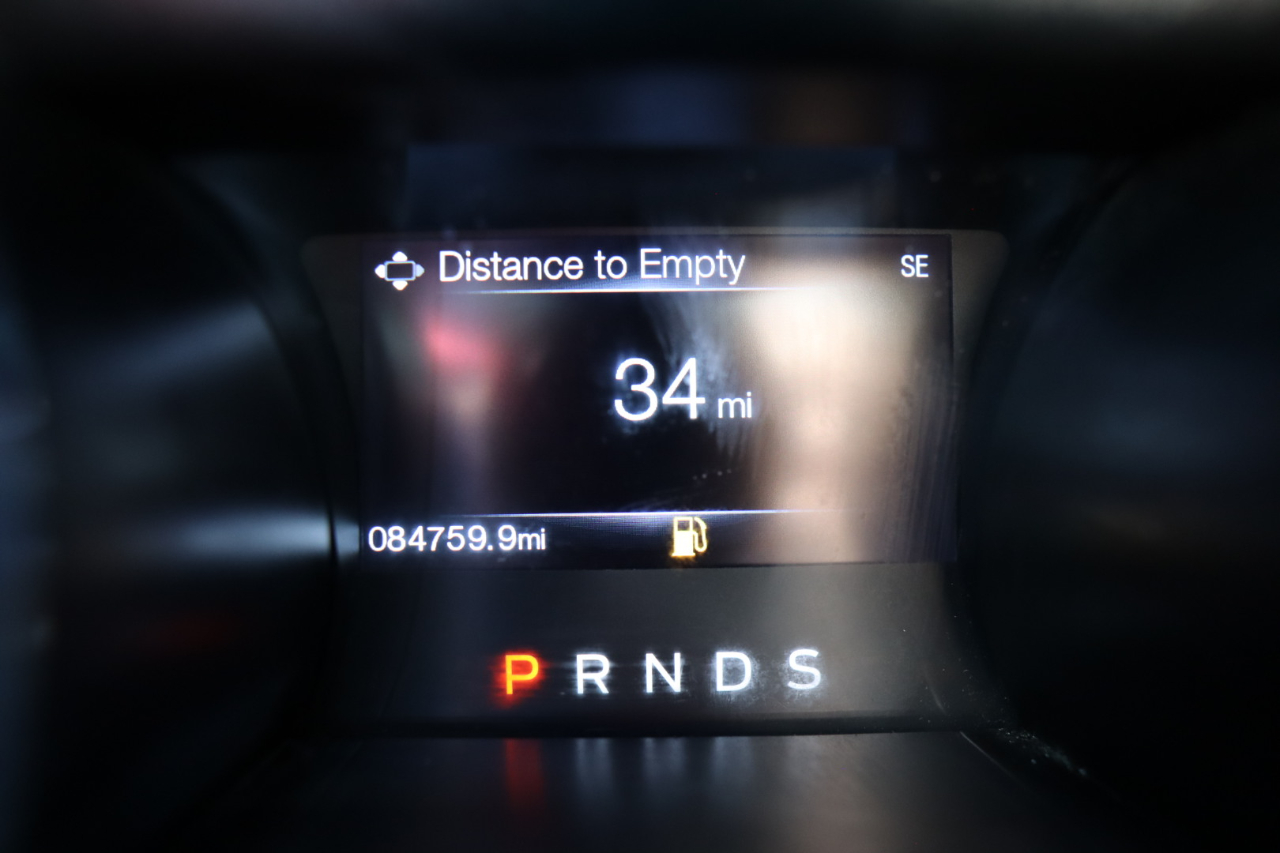 Distance to Empty SE
34 mi
084759.9mi
P R N D S